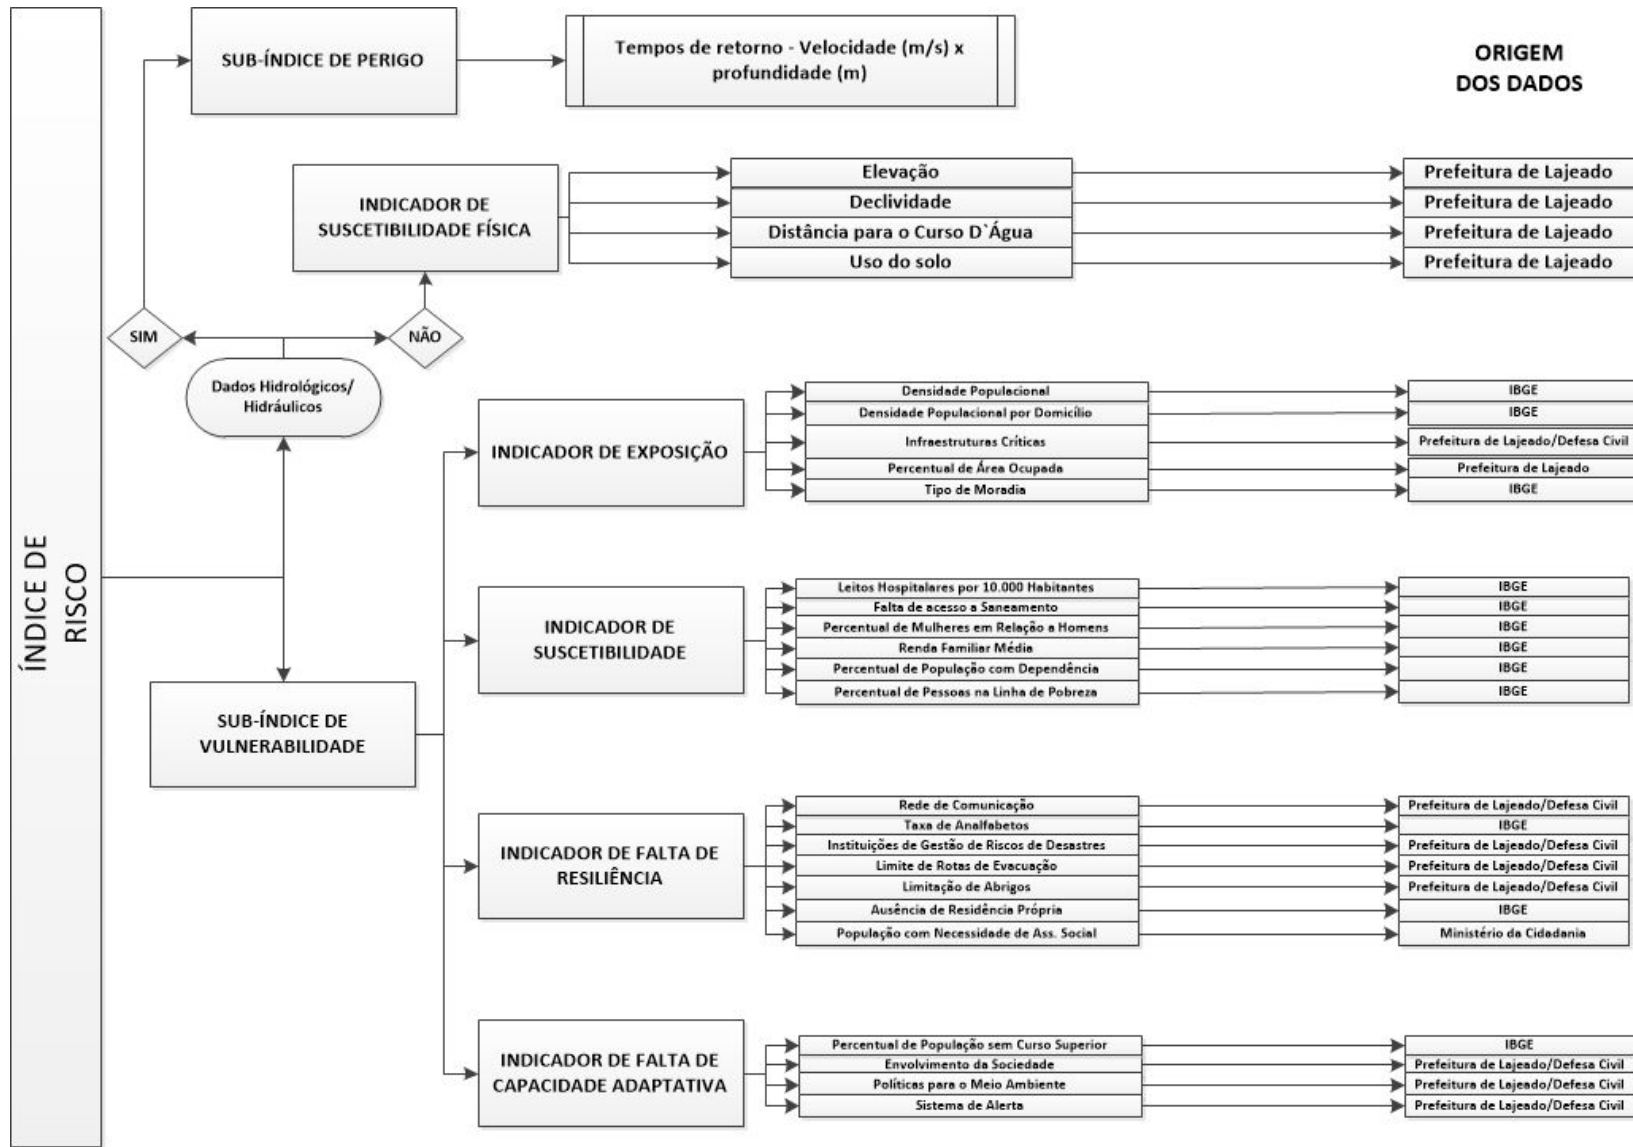 SUB-ÍNDICE DE PERIGO
Tempos de retorno - Velocidade (m/s) x
profundidade (m)
ORIGEM
DOS DADOS
INDICADOR DE
SUSCETIBILIDADE FÍSICA
Elevação
Prefeitura de Lajeado
Declividade
Prefeitura de Lajeado
Distância para o Curso D`Água
Prefeitura de Lajeado
Uso do solo
Prefeitura de Lajeado
SIM
NÃO
Dados Hidrológicos/
Hidráulicos
ÍNDICE DE
RISCO
SUB-ÍNDICE DE
VULNERABILIDADE
INDICADOR DE EXPOSIÇÃO
Densidade Populacional
IBGE
Densidade Populacional por Domicílio
IBGE
Infraestruturas Críticas
Prefeitura de Lajeado/Defesa Civil
Percentual de Área Ocupada
Prefeitura de Lajeado
Tipo de Moradia
IBGE
INDICADOR DE
SUSCETIBILIDADE
Leitos Hospitalares por 10.000 Habitantes
IBGE
Falta de acesso a Saneamento
IBGE
Percentual de Mulheres em Relação a Homens
IBGE
Renda Familiar Média
IBGE
Percentual de População com Dependência
IBGE
Percentual de Pessoas na Linha de Pobreza
IBGE
INDICADOR DE FALTA DE
RESILIÊNCIA
Rede de Comunicação
Prefeitura de Lajeado/Defesa Civil
Taxa de Analfabetos
IBGE
Instituições de Gestão de Riscos de Desastres
Prefeitura de Lajeado/Defesa Civil
Limite de Rotas de Evacuação
Prefeitura de Lajeado/Defesa Civil
Limitação de Abrigos
Prefeitura de Lajeado/Defesa Civil
Ausência de Residência Própria
IBGE
População com Necessidade de Ass. Social
Ministério da Cidadania
INDICADOR DE FALTA DE
CAPACIDADE ADAPTATIVA
Percentual de População sem Curso Superior
IBGE
Envolvimento da Sociedade
Prefeitura de Lajeado/Defesa Civil
Políticas para o Meio Ambiente
Prefeitura de Lajeado/Defesa Civil
Sistema de Alerta
Prefeitura de Lajeado/Defesa Civil